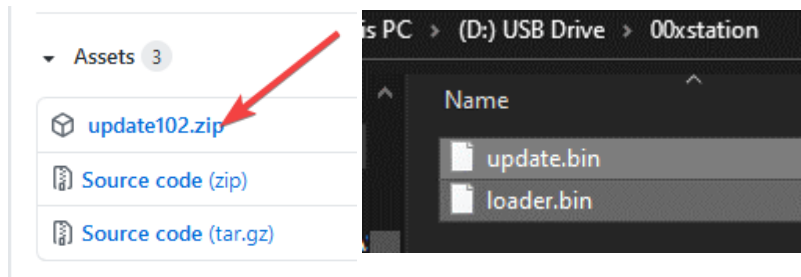 Assets 3
update102.zip
Source code (zip)
Source code (tar.gz)
is PC > (D:) USB Drive > 00xstation
Name
update.bin
loader.bin